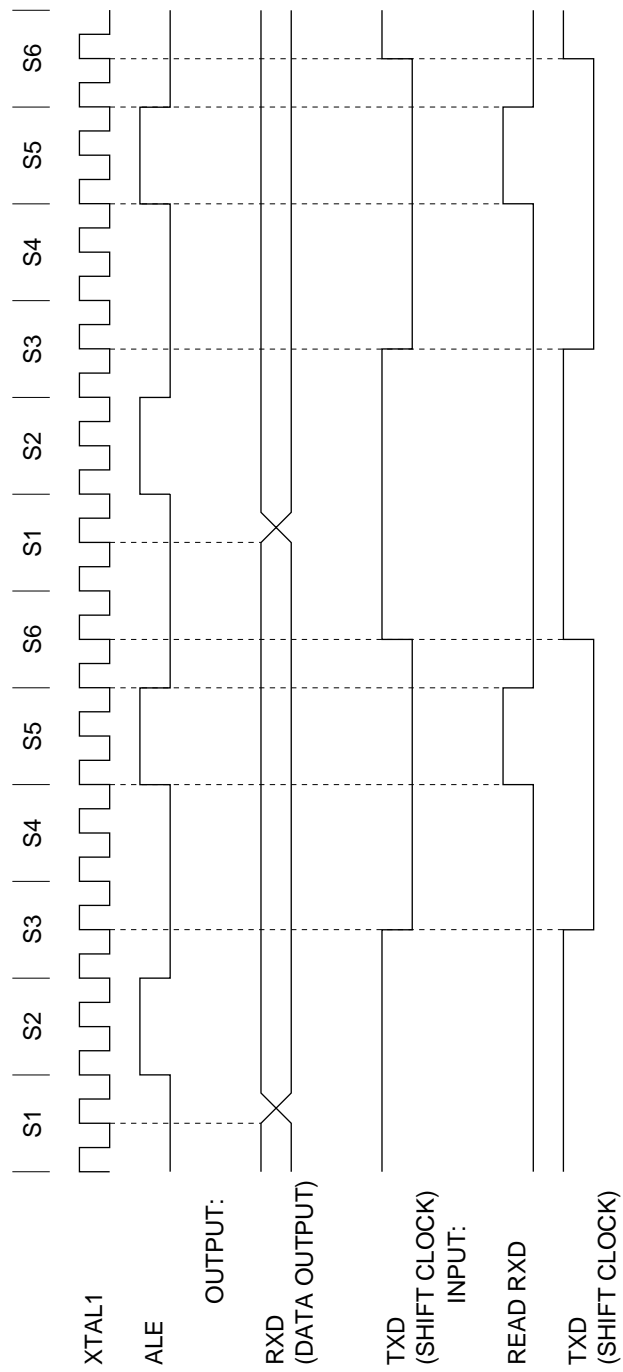 S1 S2 S3 S4 S5 S6 S1 S2 S3 S4 S5 S6
XTAL1
ALE
OUTPUT:
RXD
(DATA OUTPUT)
TXD
(SHIFT CLOCK)
INPUT:
READ RXD
TXD
(SHIFT CLOCK)